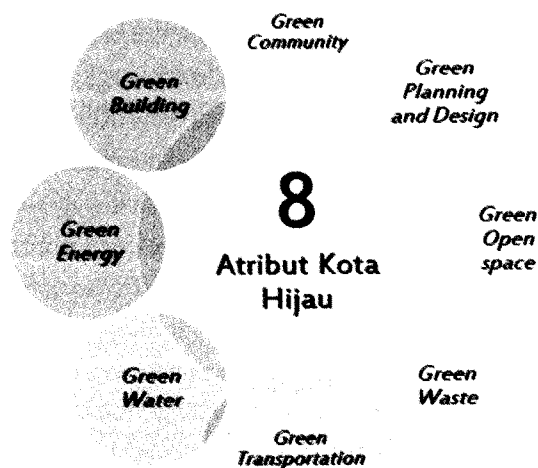 Green
Community
Green
Planning
and Design
Green
Open
space
Green
Waste
Green
Transportation
Green
Water
Green
Energy
Green
Building
8
Atribut Kota
Hijau